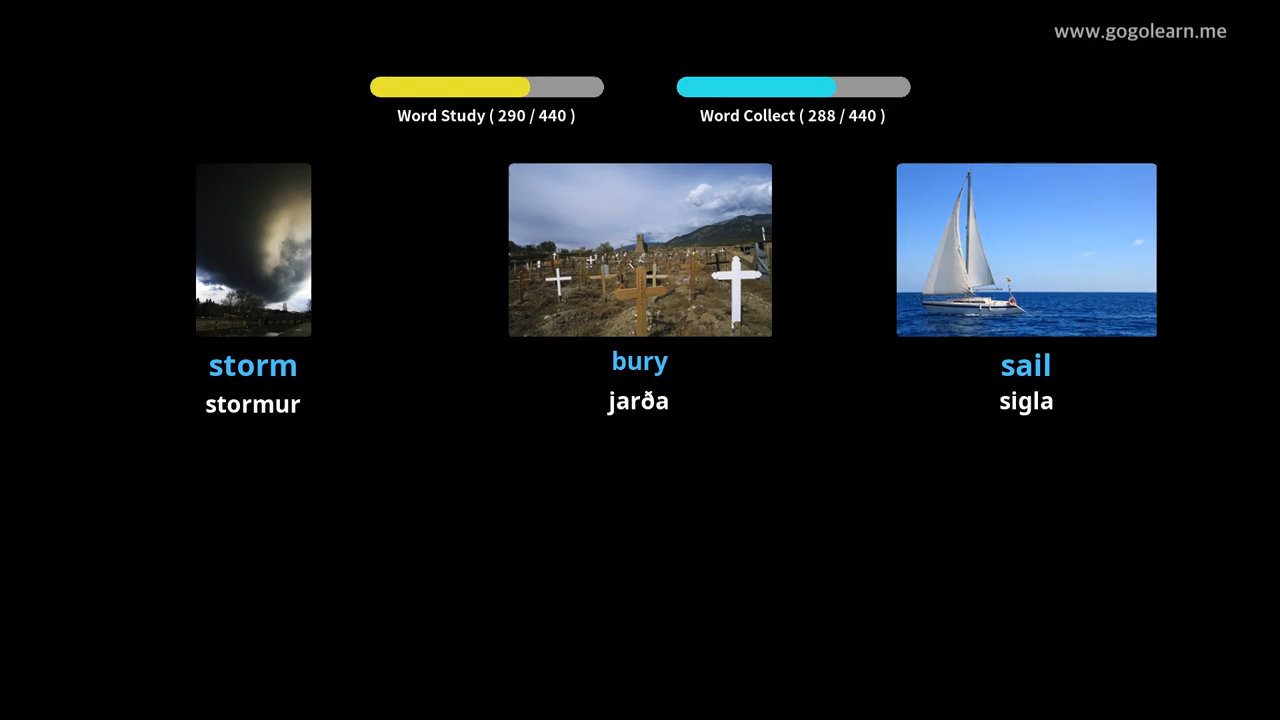 www.gogolearn.me
Word Study ( 290 / 440 )
Word Collect ( 288 / 440 )
storm
stormur
bury
jarða
sail
sigla